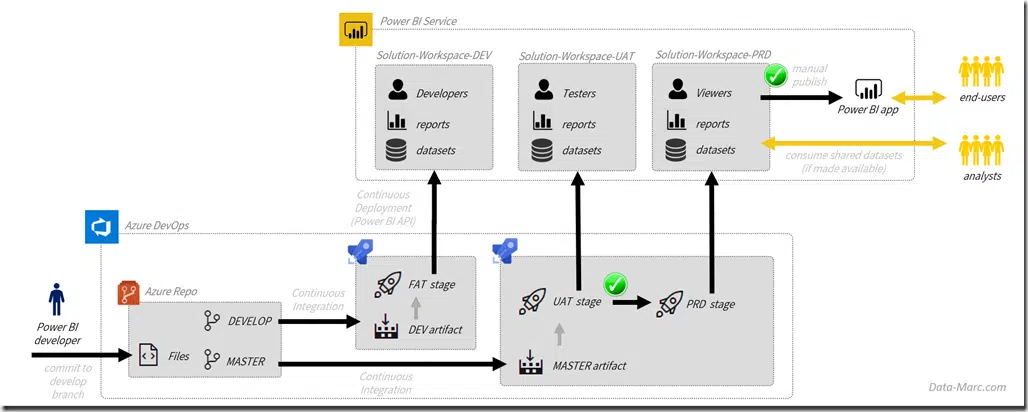 Power BI Service
Solution-Workspace-DEV
Developers
reports
datasets
Solution-Workspace-UAT
Testers
reports
datasets
Solution-Workspace-PRD
Viewers
reports
datasets
manual
publish
Power BI app
end-users
consume shared datasets
(if made available)
analysts
Continuous
Deployment
(Power BI API)
Azure DevOps
Azure Repo
Power BI
developer
commit to
develop
branch
Files
DEVELOP
MASTER
Continuous
Integration
FAT stage
DEV artifact
Continuous
Integration
UAT stage
MASTER artifact
PRD stage
Data-Marc.com